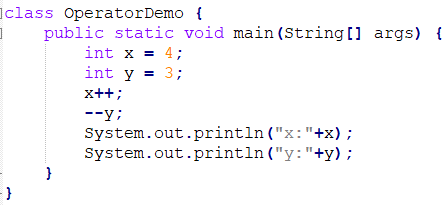 class OperatorDemo {
    public static void main(String[] args) {
        int x = 4;
        int y = 3;
        x++;
        --y;
        System.out.println("x:"+x);
        System.out.println("y:"+y);
    }
}